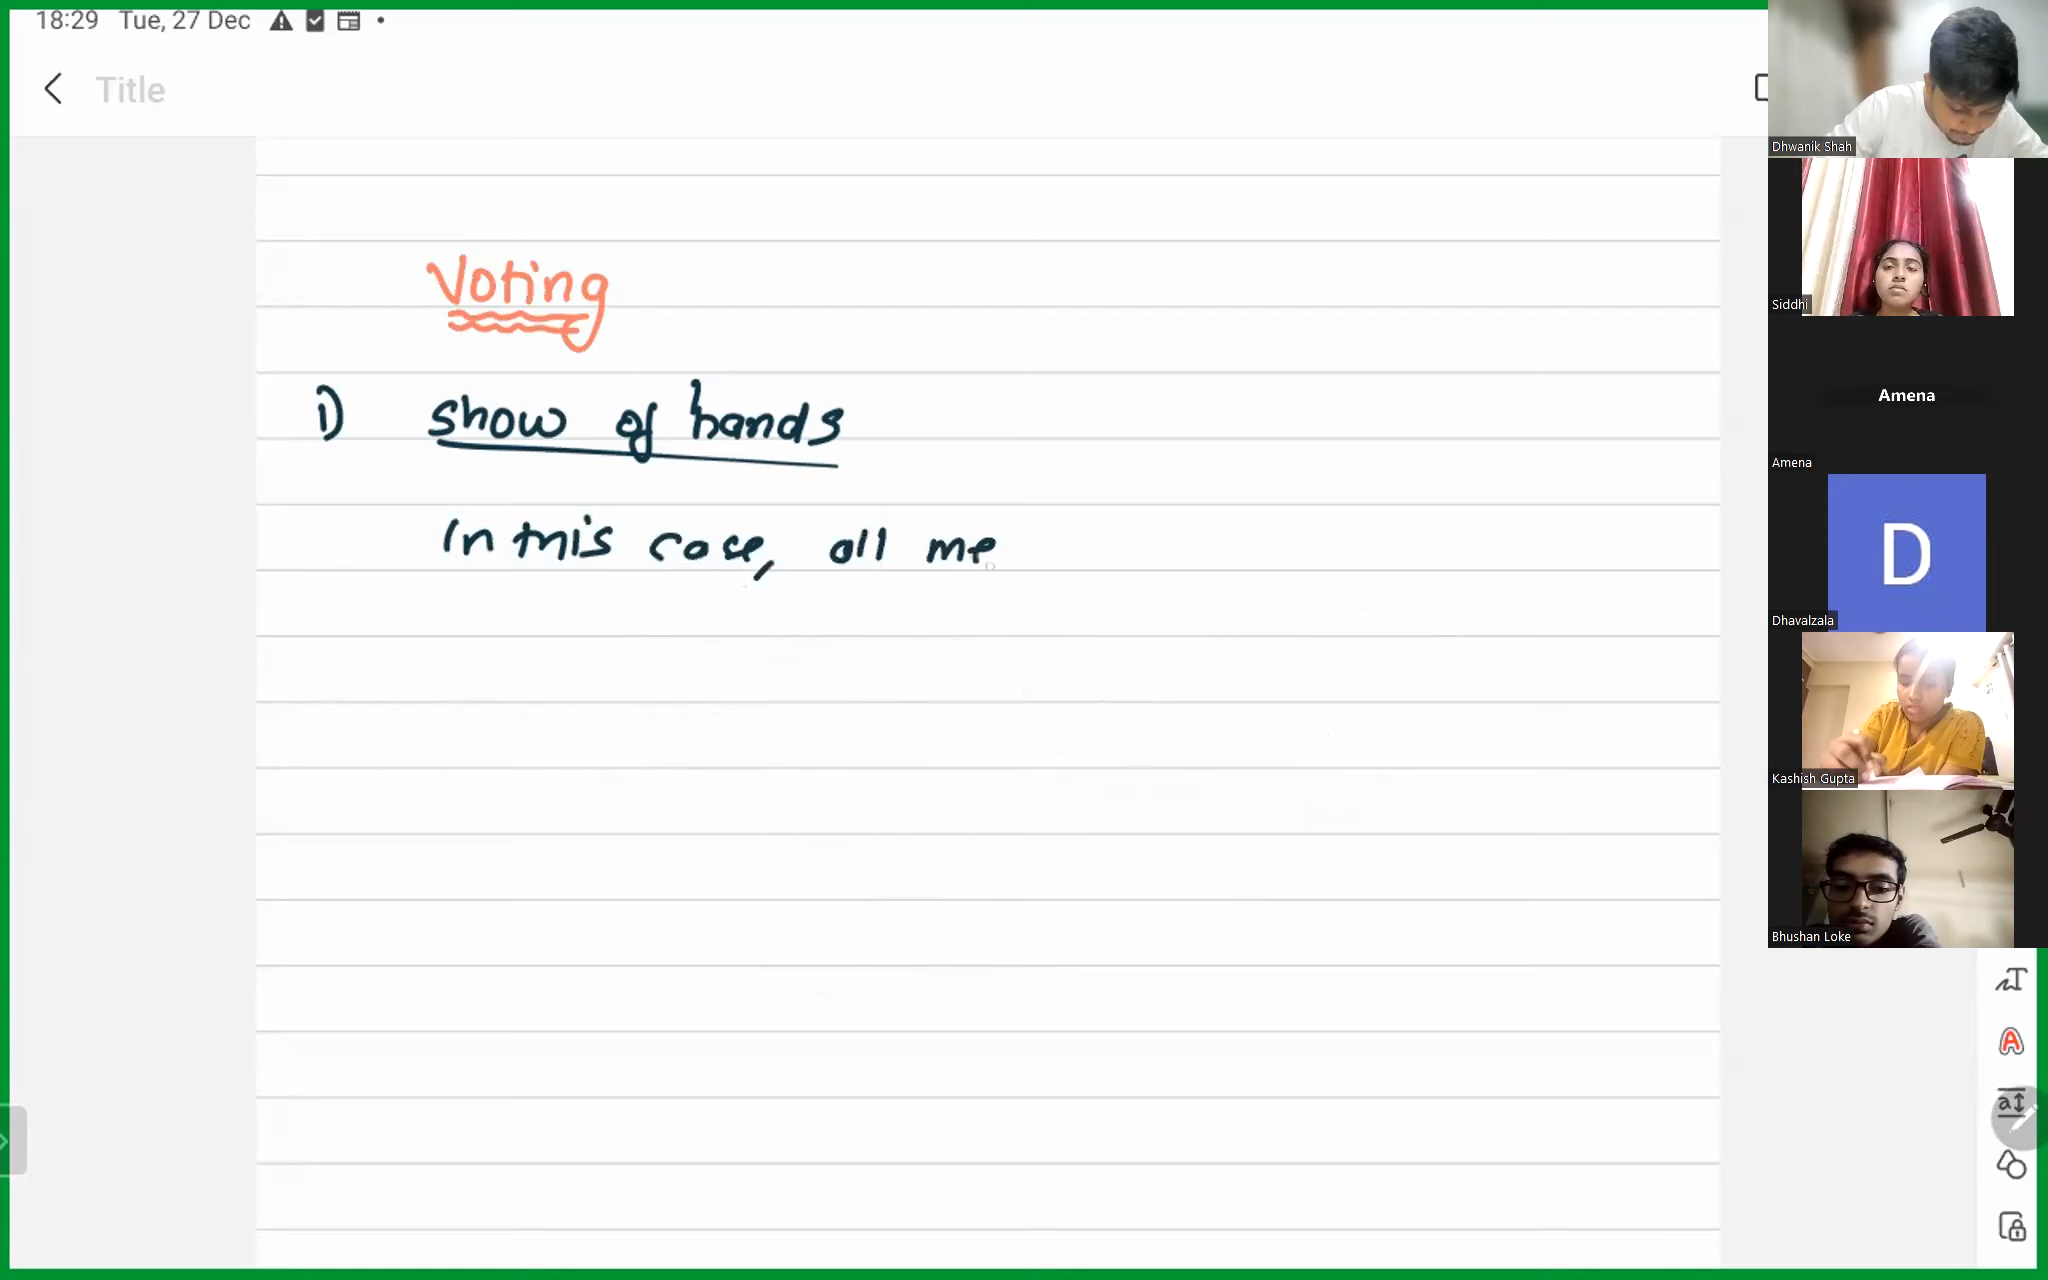 18:29 Tue, 27 Dec
Title
Voting
1) show of hands
In this case, all me
Dhwanik Shah
Siddhi
Amena
Amena
D
Dhavalzala
Kashish Gupta
Bhushan Loke
T
A
a